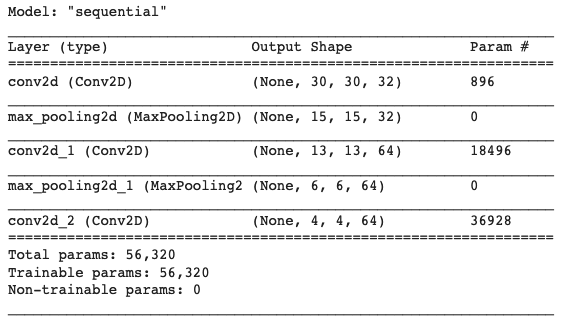 Model: "sequential"
Layer (type) Output Shape Param #
conv2d (Conv2D) (None, 30, 30, 32) 896
max_pooling2d (MaxPooling2D) (None, 15, 15, 32) 0
conv2d_1 (Conv2D) (None, 13, 13, 64) 18496
max_pooling2d_1 (MaxPooling2 (None, 6, 6, 64) 0
conv2d_2 (Conv2D) (None, 4, 4, 64) 36928
Total params: 56,320
Trainable params: 56,320
Non-trainable params: 0